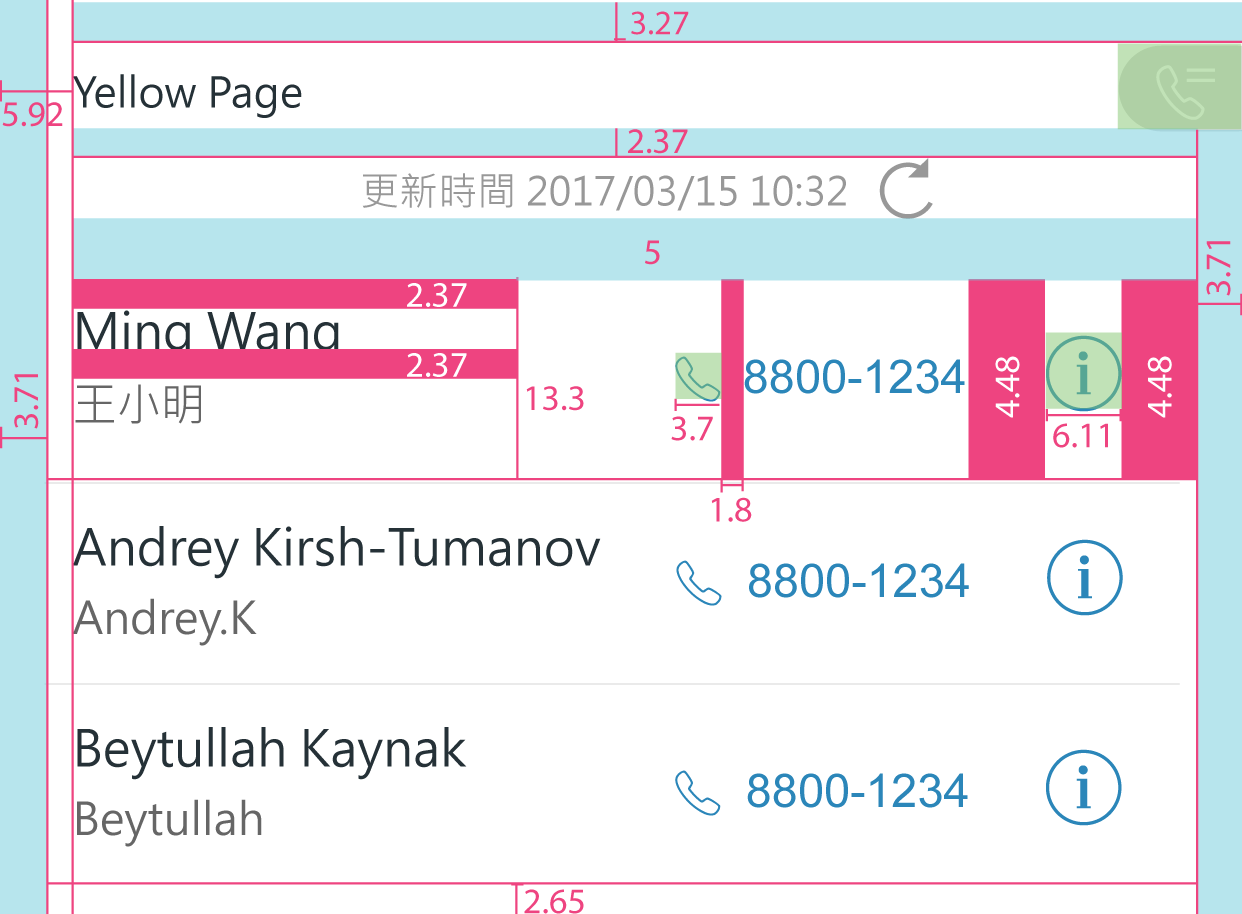 3.27
Yellow Page
5.92
2.37
更新時間 2017/03/15 10:32
5
3.71
2.37
Ming Wang
2.37
8800-1234
4.48
i
4.48
王小明
13.3
3.71
3.7
6.11
1.8
Andrey Kirsh-Tumanov
8800-1234
i
Andrey.K
Beytullah Kaynak
8800-1234
i
Beytullah
2.65